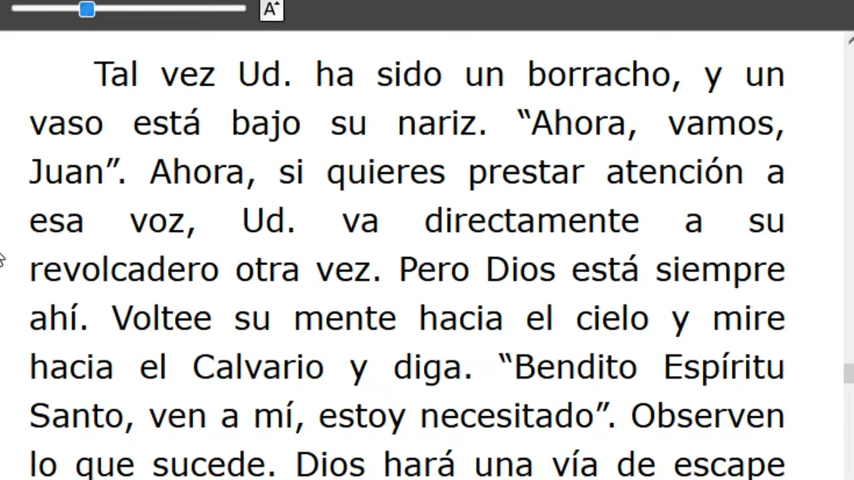 A
Tal vez Ud. ha sido un borracho, y un
vaso está bajo su nariz. “Ahora, vamos,
Juan”. Ahora, si quieres prestar atención a
esa voz, Ud. va directamente a su
revolcadero otra vez. Pero Dios está siempre
ahí. Voltee su mente hacia el cielo y mire
hacia el Calvario y diga. “Bendito Espíritu
Santo, ven a mí, estoy necesitado”. Observen
lo que sucede. Dios hará una vía de escape